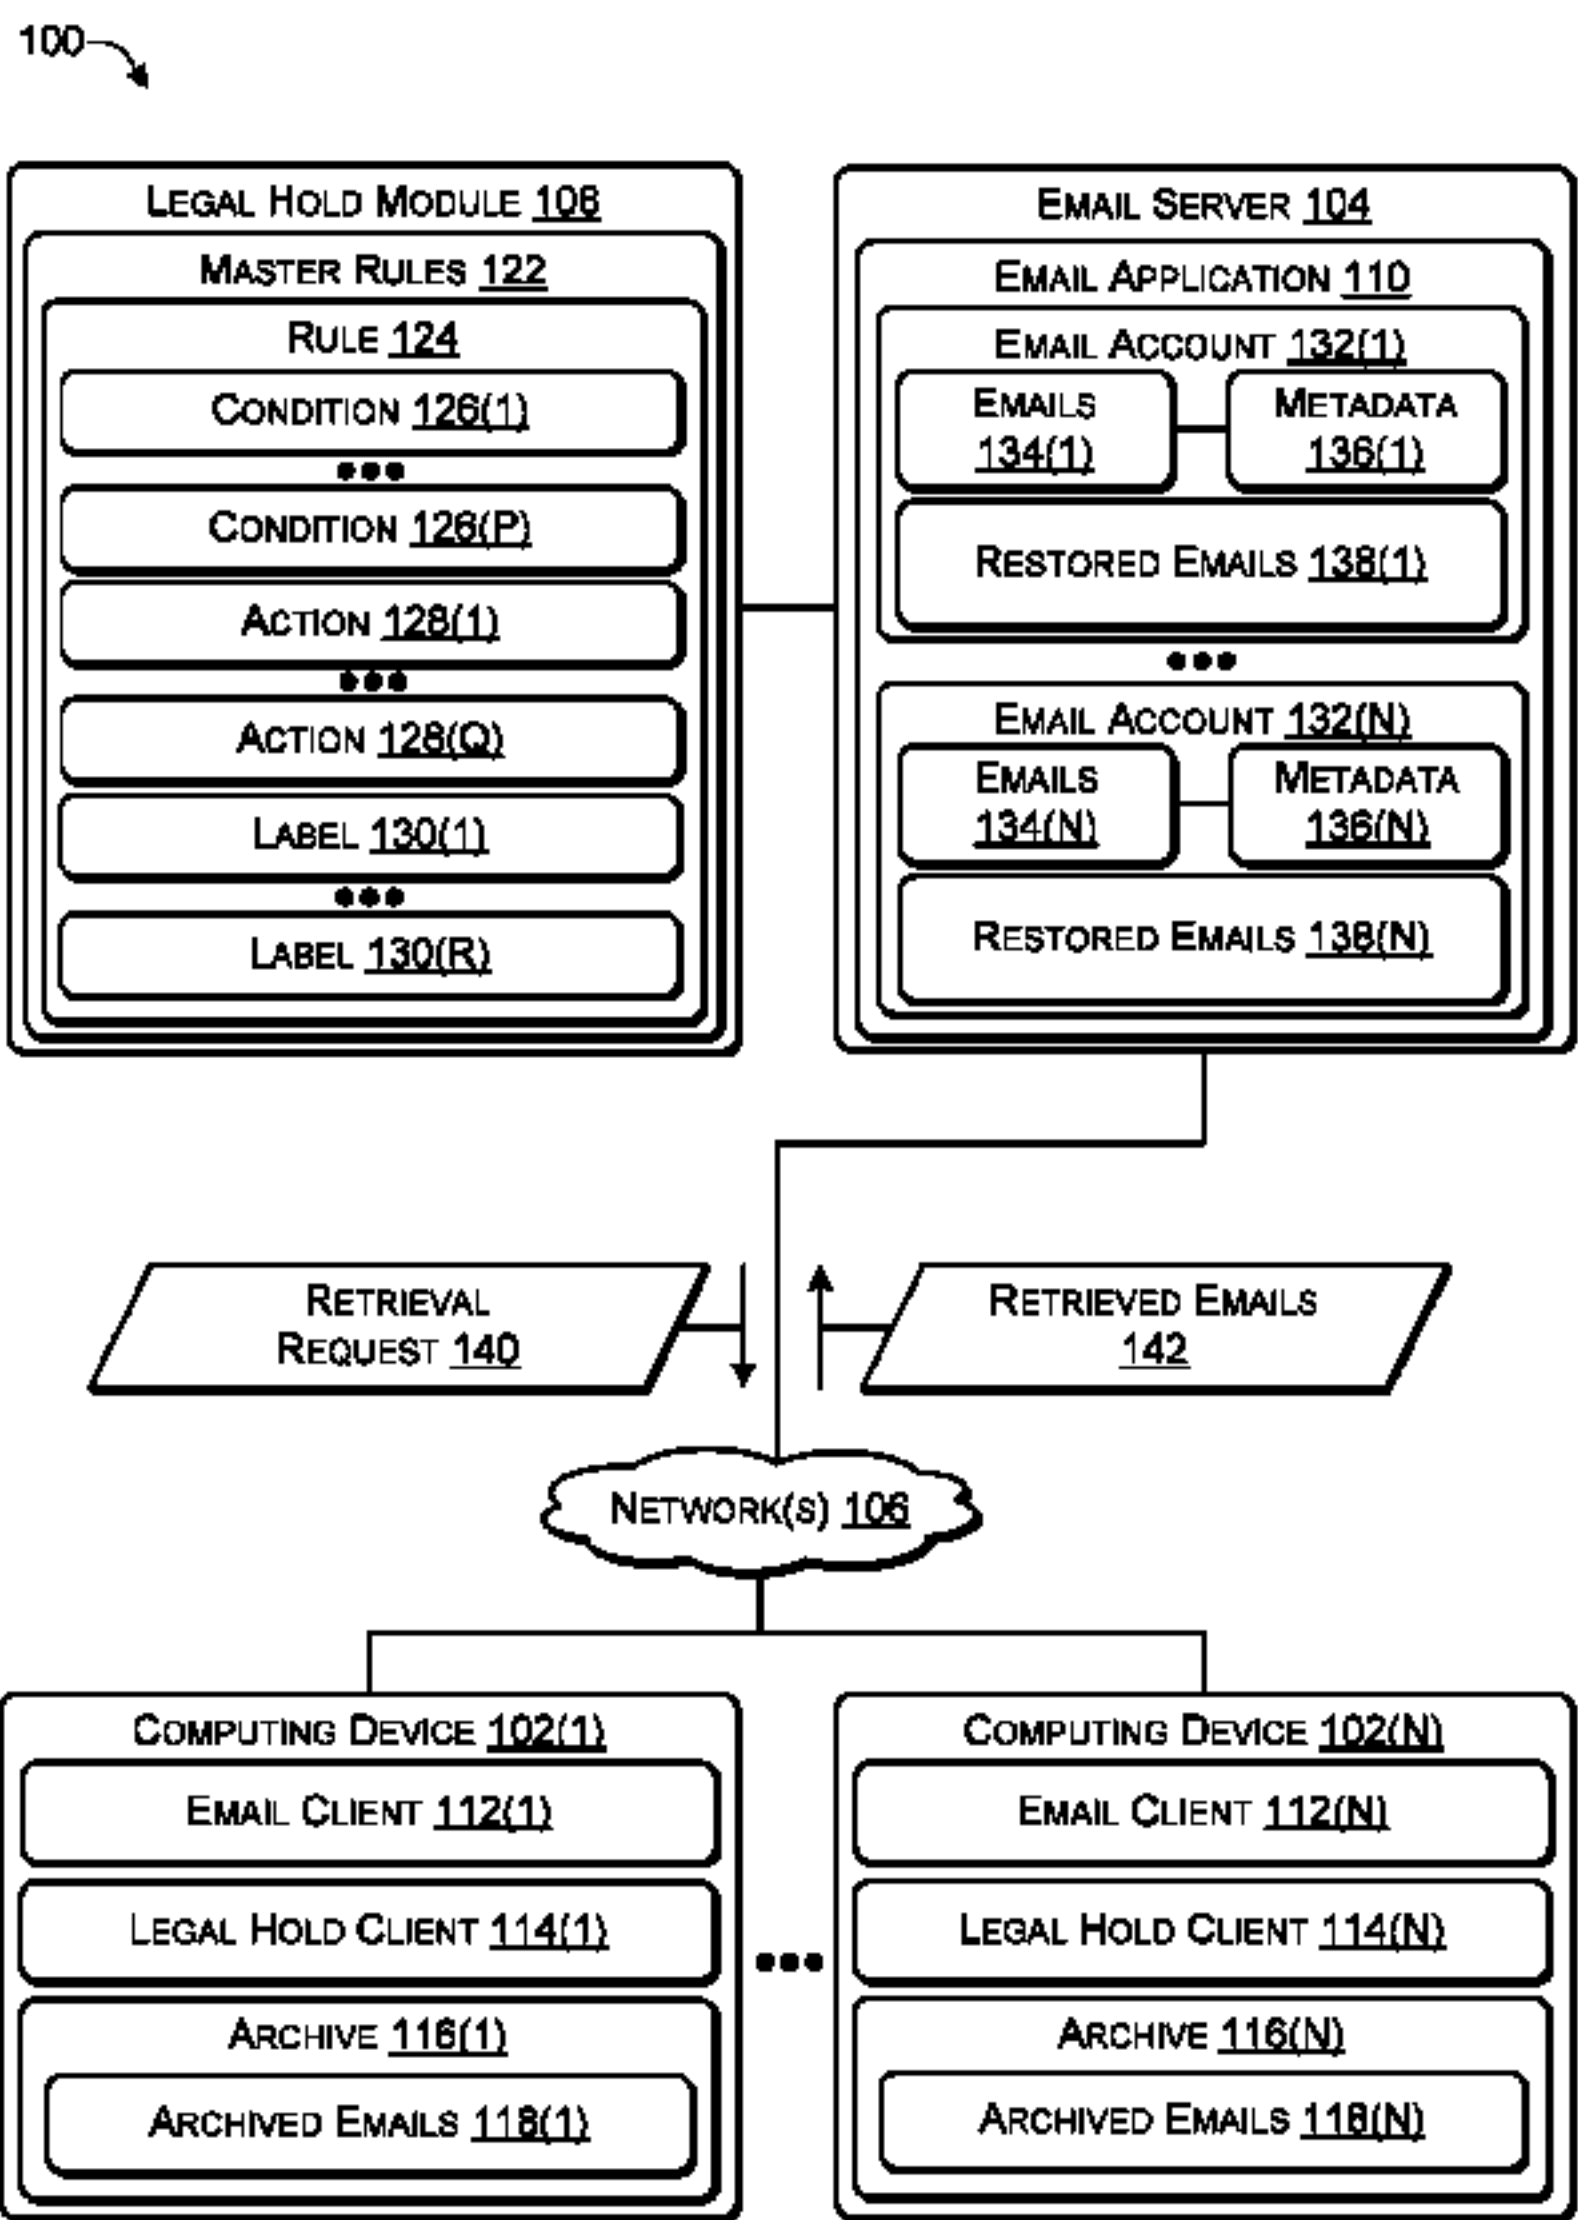 100
LEGAL HOLD MODULE 108
MASTER RULES 122
RULE 124
CONDITION 126(1)
CONDITION 126(P)
ACTION 128(1)
ACTION 128(Q)
LABEL 130(1)
LABEL 130(R)
EMAIL SERVER 104
EMAIL APPLICATION 110
EMAIL ACCOUNT 132(1)
EMAILS
134(1)
METADATA
136(1)
RESTORED EMAILS 138(1)
EMAIL ACCOUNT 132(N)
EMAILS
134(N)
METADATA
136(N)
RESTORED EMAILS 138(N)
RETRIEVAL
REQUEST 140
RETRIEVED EMAILS
142
NETWORK(S) 106
COMPUTING DEVICE 102(1)
EMAIL CLIENT 112(1)
LEGAL HOLD CLIENT 114(1)
ARCHIVE 116(1)
ARCHIVED EMAILS 118(1)
COMPUTING DEVICE 102(N)
EMAIL CLIENT 112(N)
LEGAL HOLD CLIENT 114(N)
ARCHIVE 116(N)
ARCHIVED EMAILS 118(N)